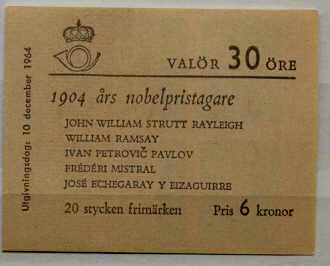 VALÖR 30 ÖRE
1904 års nobelpristagare
JOHN WILLIAM STRUTT RAYLEIGH
WILLIAM RAMSAY
IVAN PETROVIČ PAVLOV
FRÉDÉRI MISTRAL
JOSÉ ECHEGARAY Y EIZAGUIRRE
20 stycken frimärken Pris 6 kronor
Utgivningsdag: 10 december 1964